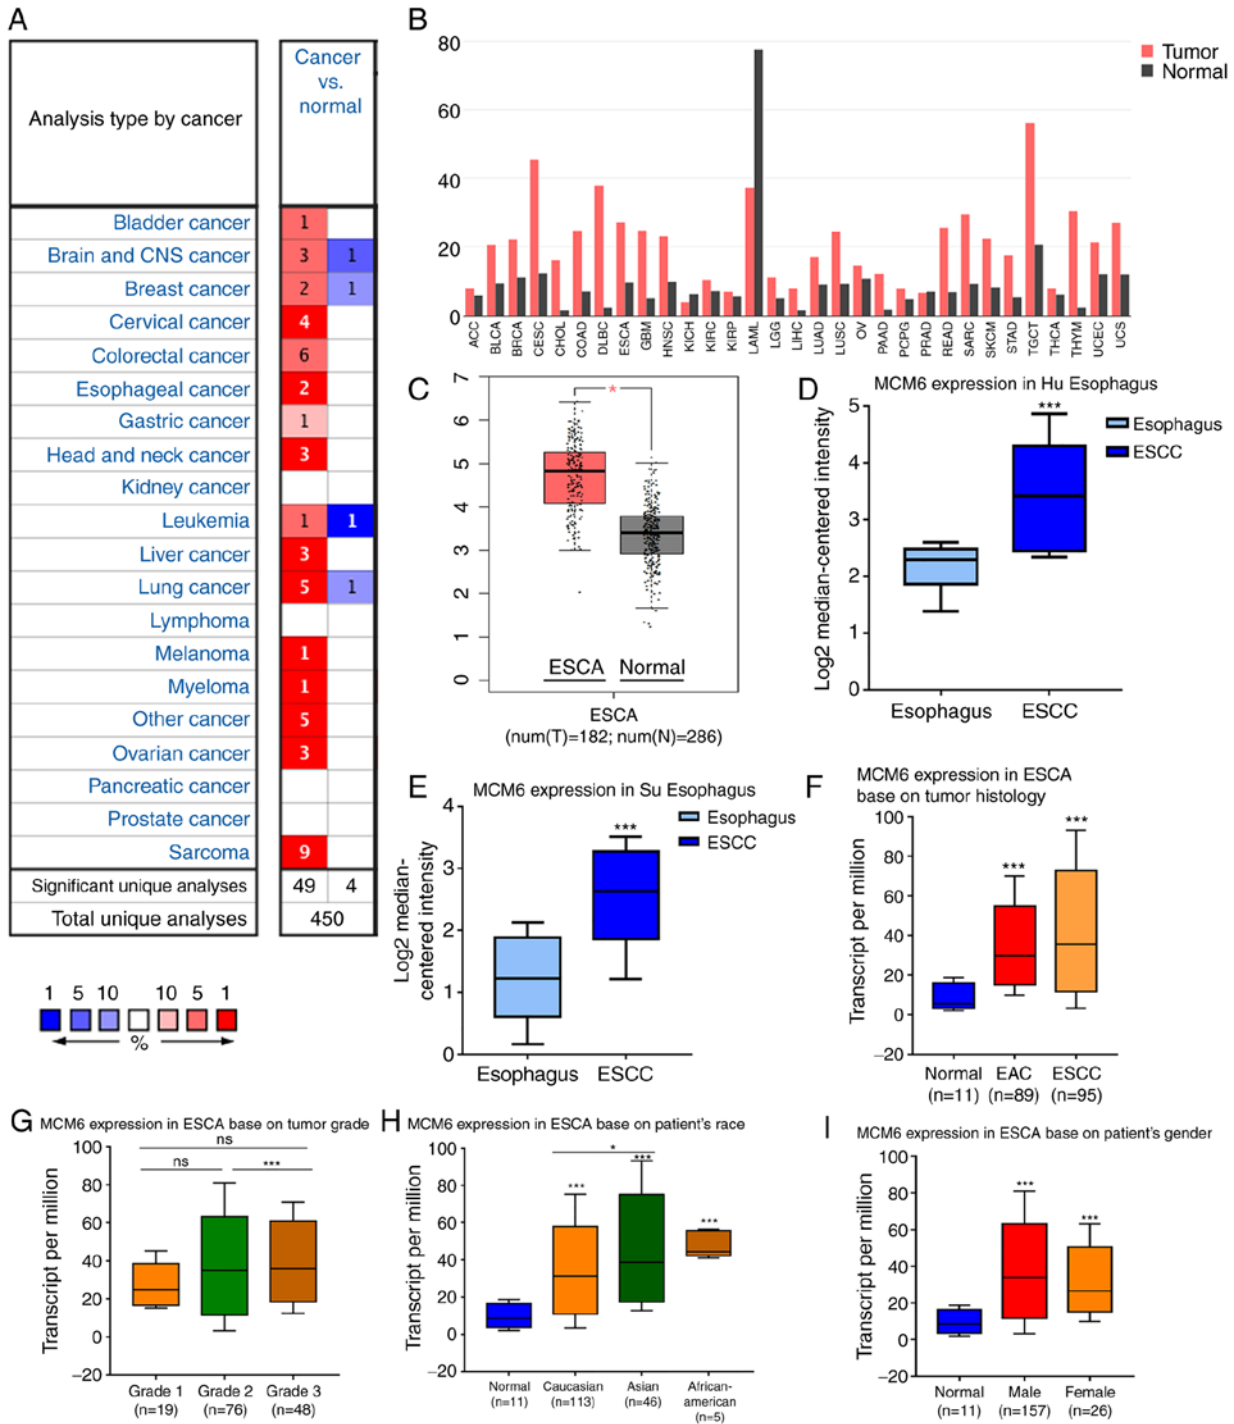 A
Analysis type by cancer
Cancer
vs.
normal
Bladder cancer 1
Brain and CNS cancer 3 1
Breast cancer 2 1
Cervical cancer 4
Colorectal cancer 6
Esophageal cancer 2
Gastric cancer 1
Head and neck cancer 3
Kidney cancer
Leukemia 1 1
Liver cancer 3
Lung cancer 5 1
Lymphoma
Melanoma 1
Myeloma 1
Other cancer 5
Ovarian cancer 3
Pancreatic cancer
Prostate cancer
Sarcoma 9
Significant unique analyses 49 4
Total unique analyses 450
1 5 10 10 5 1
%
B
80
60
40
20
0
Tumor
Normal
ACC BLCA BRCA CESC CHOL COAD DLBC ESCA GBM HNSC KICH KIRC KIRP LAML LGG LIHC LUAD LUSC OV PAAD PCPG PRAD READ SARC SKCM STAD TGCT THCA THYM UCEC UCS
C
7
6
5
4
3
2
1
0
*
ESCA Normal
ESCA
(num(T)=182; num(N)=286)
D
MCM6 expression in Hu Esophagus
Log2 median-centered intensity
5
4
3
2
1
0
***
Esophagus
ESCC
Esophagus ESCC
E
MCM6 expression in Su Esophagus
Log2 median-
centered intensity
4
3
2
1
0
***
Esophagus
ESCC
Esophagus ESCC
F
MCM6 expression in ESCA
base on tumor histology
Transcript per million
100
80
60
40
20
0
−20
***
***
Normal EAC ESCC
(n=11) (n=89) (n=95)
G
MCM6 expression in ESCA base on tumor grade
Transcript per million
100
80
60
40
20
0
−20
ns
ns ***
Grade 1 Grade 2 Grade 3
(n=19) (n=76) (n=48)
H
MCM6 expression in ESCA base on patient's race
Transcript per million
100
80
60
40
20
0
−20
*
***
***
***
Normal Caucasian Asian African-
(n=11) (n=113) (n=46) american
(n=5)
I
MCM6 expression in ESCA base on patient's gender
Transcript per million
100
80
60
40
20
0
−20
***
***
Normal Male Female
(n=11) (n=157) (n=26)